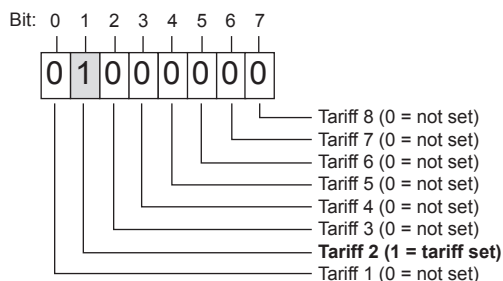 Bit: 0 1 2 3 4 5 6 7
0 1 0 0 0 0 0 0
Tariff 8 (0 = not set)
Tariff 7 (0 = not set)
Tariff 6 (0 = not set)
Tariff 5 (0 = not set)
Tariff 4 (0 = not set)
Tariff 3 (0 = not set)
Tariff 2 (1 = tariff set)
Tariff 1 (0 = not set)